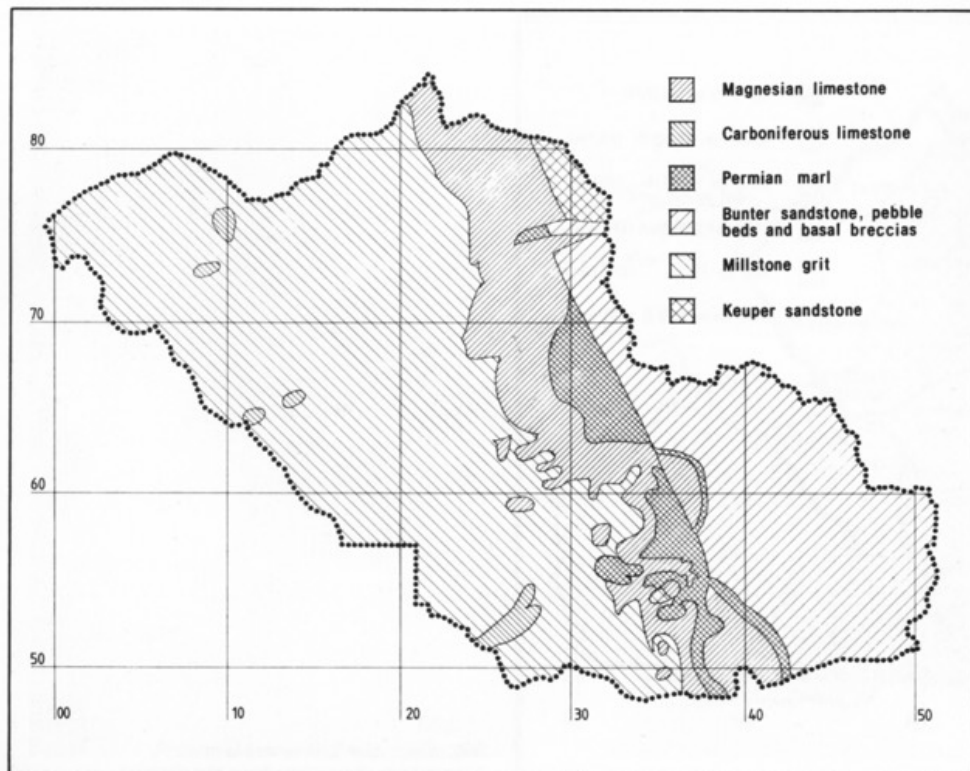 Magnesian limestone
Carboniferous limestone
Permian marl
Bunter sandstone, pebble
beds and basal breccias
Millstone grit
Keuper sandstone
80
70
60
50
00
10
20
30
40
50